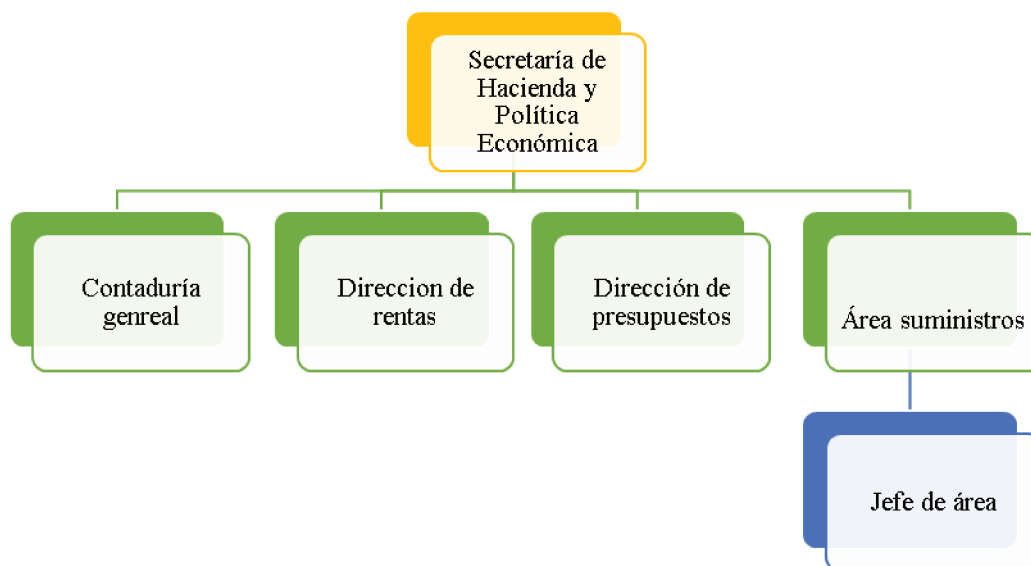 Secretaría de
Hacienda y
Política
Económica
Contaduría
genreal
Direccion de
rentas
Dirección de
presupuestos
Área suministros
Jefe de área